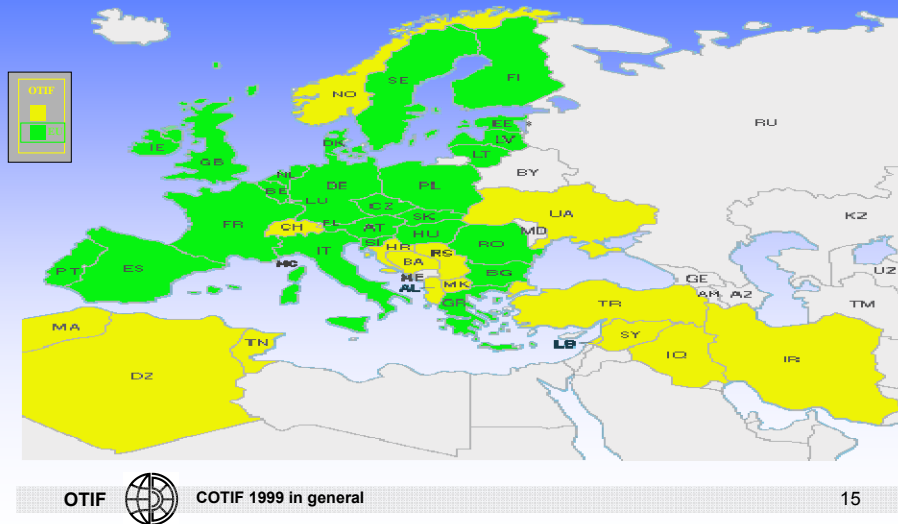 OTIF
NO
SE
FI
RU
EE
LV
LT
DK
IE
GB
NL
BE
DE
PL
BY
LU
CZ
SK
UA
KZ
FR
CH
FL
AT
HU
MD
SI
HR
RO
IT
BA
RS
UZ
MC
ME
BG
GE
PT
ES
AL
MK
AM
AZ
TM
GR
TR
MA
TN
LB
SY
IQ
IR
DZ
OTIF COTIF 1999 in general 15